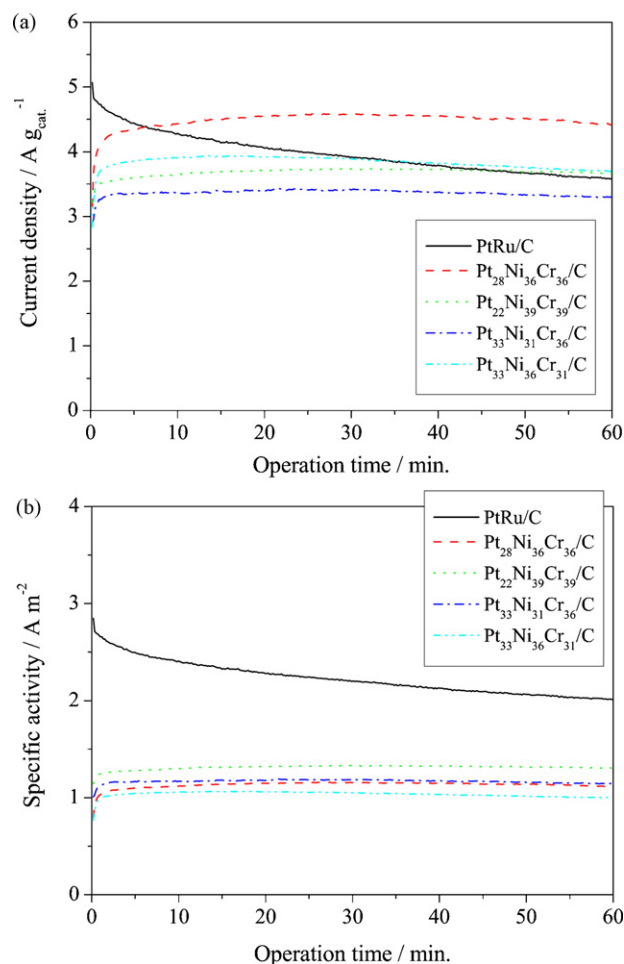 (a)
6
5
4
3
2
1
0
Current density / A g_cat.^-1
PtRu/C
Pt28Ni36Cr36/C
Pt22Ni39Cr39/C
Pt33Ni31Cr36/C
Pt33Ni36Cr31/C
0 10 20 30 40 50 60
Operation time / min.
(b)
4
3
2
1
0
Specific activity / A m^-2
PtRu/C
Pt28Ni36Cr36/C
Pt22Ni39Cr39/C
Pt33Ni31Cr36/C
Pt33Ni36Cr31/C
0 10 20 30 40 50 60
Operation time / min.